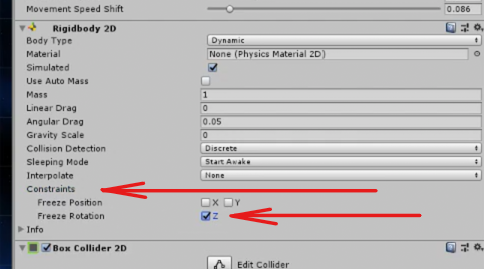 Movement Speed Shift 0.086
Rigidbody 2D
Body Type Dynamic
Material None (Physics Material 2D)
Simulated
Use Auto Mass
Mass 1
Linear Drag 0
Angular Drag 0.05
Gravity Scale 0
Collision Detection Discrete
Sleeping Mode Start Awake
Interpolate None
Constraints
Freeze Position X Y
Freeze Rotation Z
Info
Box Collider 2D
Edit Collider